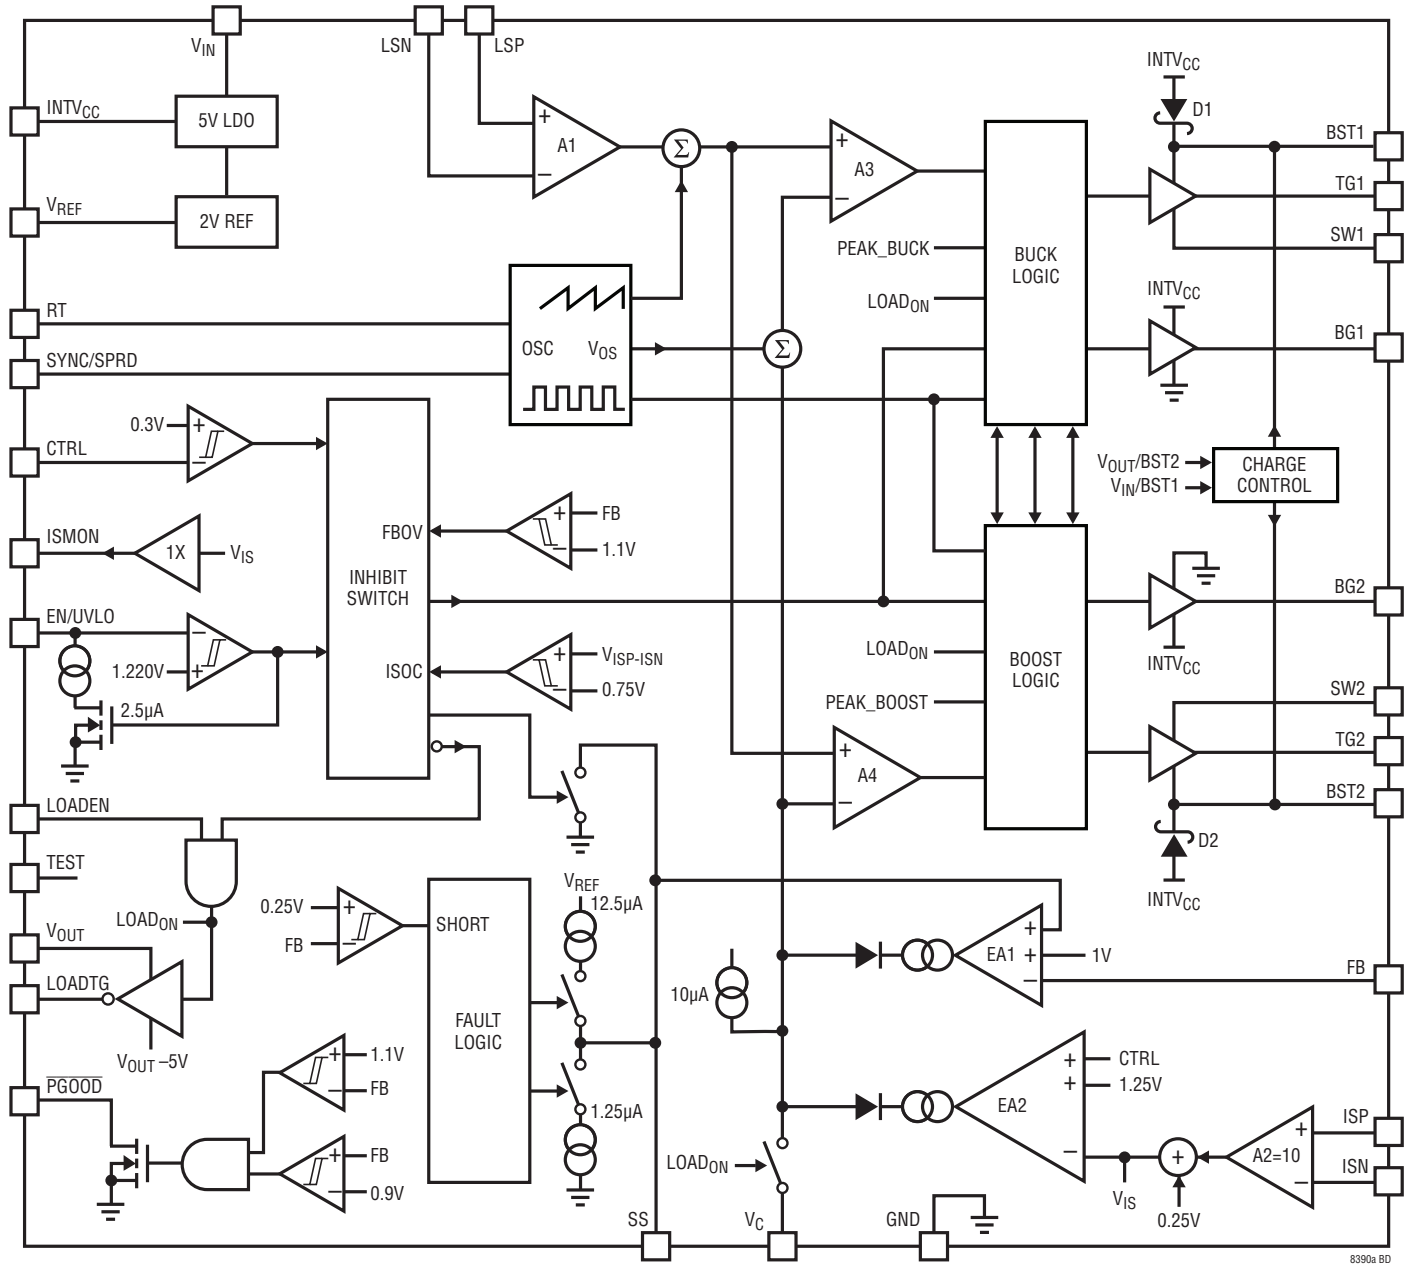 VIN
LSN
LSP
INTVCC
5V LDO
VREF
2V REF
+
A1
−
Σ
+
A3
−
INTVCC
D1
BST1
TG1
SW1
PEAK_BUCK
BUCK
LOGIC
LOADON
INTVCC
BG1
RT
SYNC/SPRD
OSC
VOS
Σ
0.3V
+
−
CTRL
VOUT/BST2
VIN/BST1
CHARGE
CONTROL
ISMON
1X
VIS
FBOV
+
−
FB
1.1V
INHIBIT
SWITCH
BG2
INTVCC
EN/UVLO
−
+
1.220V
2.5µA
ISOC
+
−
VISP-ISN
0.75V
LOADON
BOOST
LOGIC
PEAK_BOOST
SW2
TG2
BST2
+
A4
−
D2
INTVCC
LOADEN
TEST
LOADON
VOUT
LOADTG
VOUT –5V
0.25V
+
FB
−
SHORT
FAULT
LOGIC
VREF
12.5µA
1.25µA
10µA
EA1
+
+
−
1V
FB
PGOOD
+
1.1V
−
FB
+
FB
−
0.9V
EA2
+
CTRL
+
1.25V
−
VIS
+
0.25V
A2=10
+
−
ISP
ISN
LOADON
SS
VC
GND
8390a BD